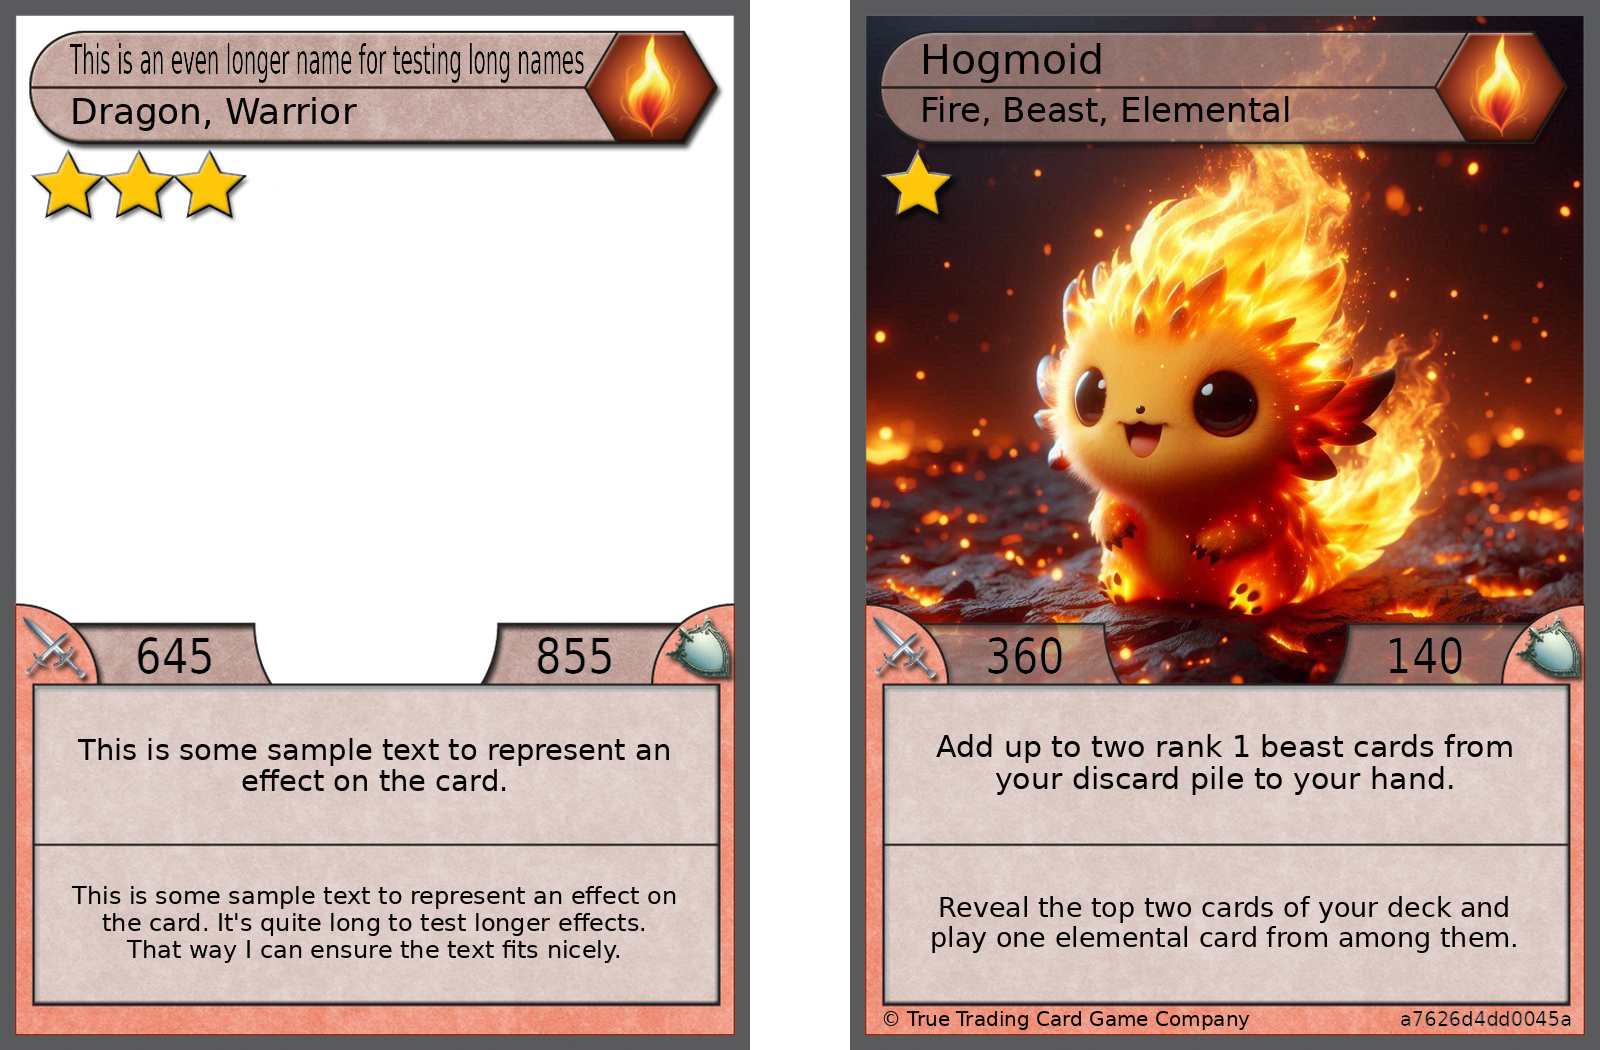 This is an even longer name for testing long names
Dragon, Warrior
645
855
This is some sample text to represent an
effect on the card.
This is some sample text to represent an effect on
the card. It's quite long to test longer effects.
That way I can ensure the text fits nicely.
Hogmoid
Fire, Beast, Elemental
360
140
Add up to two rank 1 beast cards from
your discard pile to your hand.
Reveal the top two cards of your deck and
play one elemental card from among them.
© True Trading Card Game Company
a7626d4dd0045a